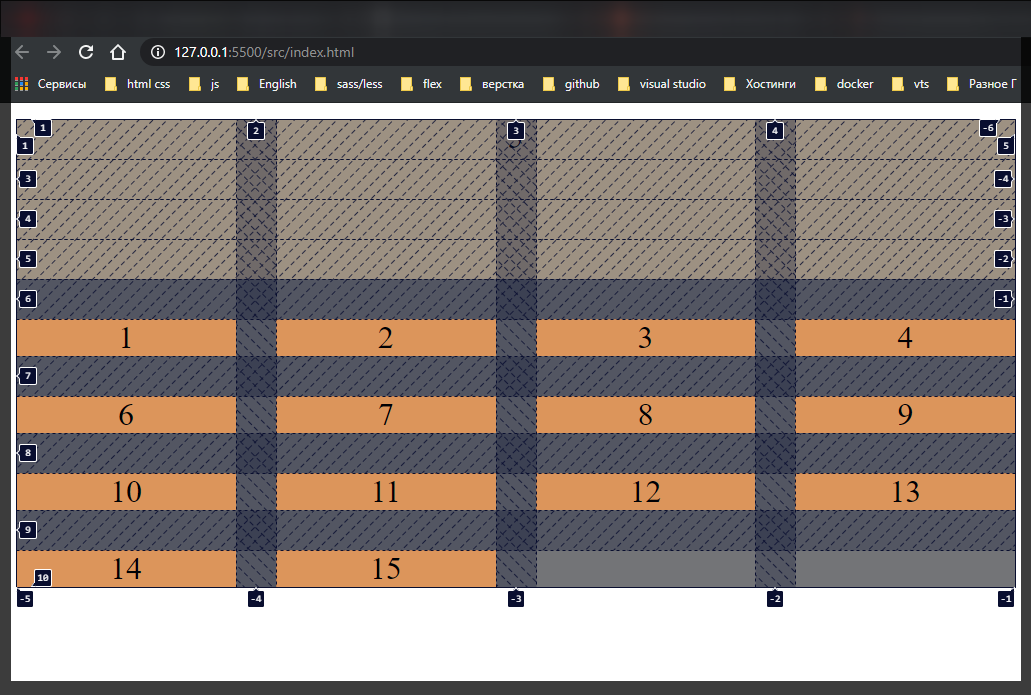 127.0.0.1:5500/src/index.html
Сервисы html css js English sass/less flex верстка github visual studio Хостинги docker vts Разное Г
1 2 3 4 -6
1 5
3 -4
4 -3
5 -2
6 -1
1 2 3 4
7
6 7 8 9
8
10 11 12 13
9
14 15
10
-5 -4 -3 -2 -1